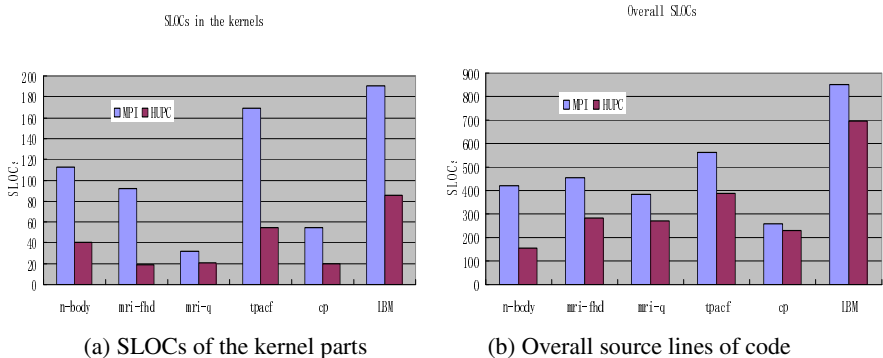 SLOCs in the kernels
SLOCs
200
180
160
140
120
100
80
60
40
20
0
MPI HUPC
n-body mri-fhd mri-q tpacf cp LBM
(a) SLOCs of the kernel parts
Overall SLOCs
SLOCs
900
800
700
600
500
400
300
200
100
0
MPI HUPC
n-body mri-fhd mri-q tpacf cp LBM
(b) Overall source lines of code